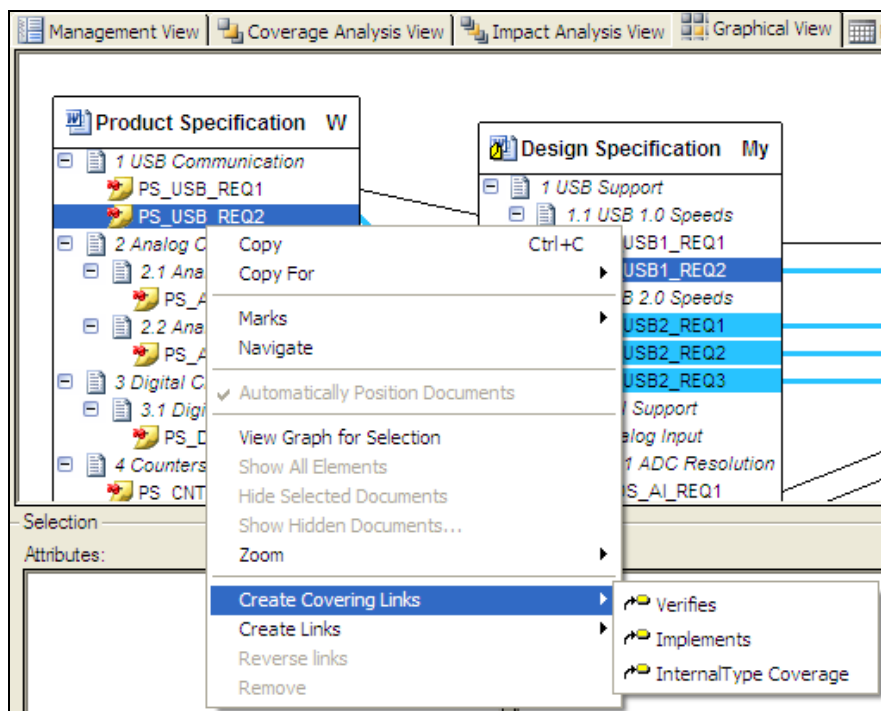 Management View Coverage Analysis View Impact Analysis View Graphical View
Product Specification W
1 USB Communication
PS_USB_REQ1
PS_USB_REQ2
2 Analog C
2.1 Ana
PS_A
2.2 Ana
PS_A
3 Digital C
3.1 Digi
PS_D
4 Counters
PS_CNT
Design Specification My
1 USB Support
1.1 USB 1.0 Speeds
USB1_REQ1
USB1_REQ2
B 2.0 Speeds
USB2_REQ1
USB2_REQ2
USB2_REQ3
Support
alog Input
1 ADC Resolution
S_AI_REQ1
Copy Ctrl+C
Copy For
Marks
Navigate
Automatically Position Documents
View Graph for Selection
Show All Elements
Hide Selected Documents
Show Hidden Documents...
Zoom
Create Covering Links
Create Links
Reverse links
Remove
Verifies
Implements
InternalType Coverage
Selection
Attributes: